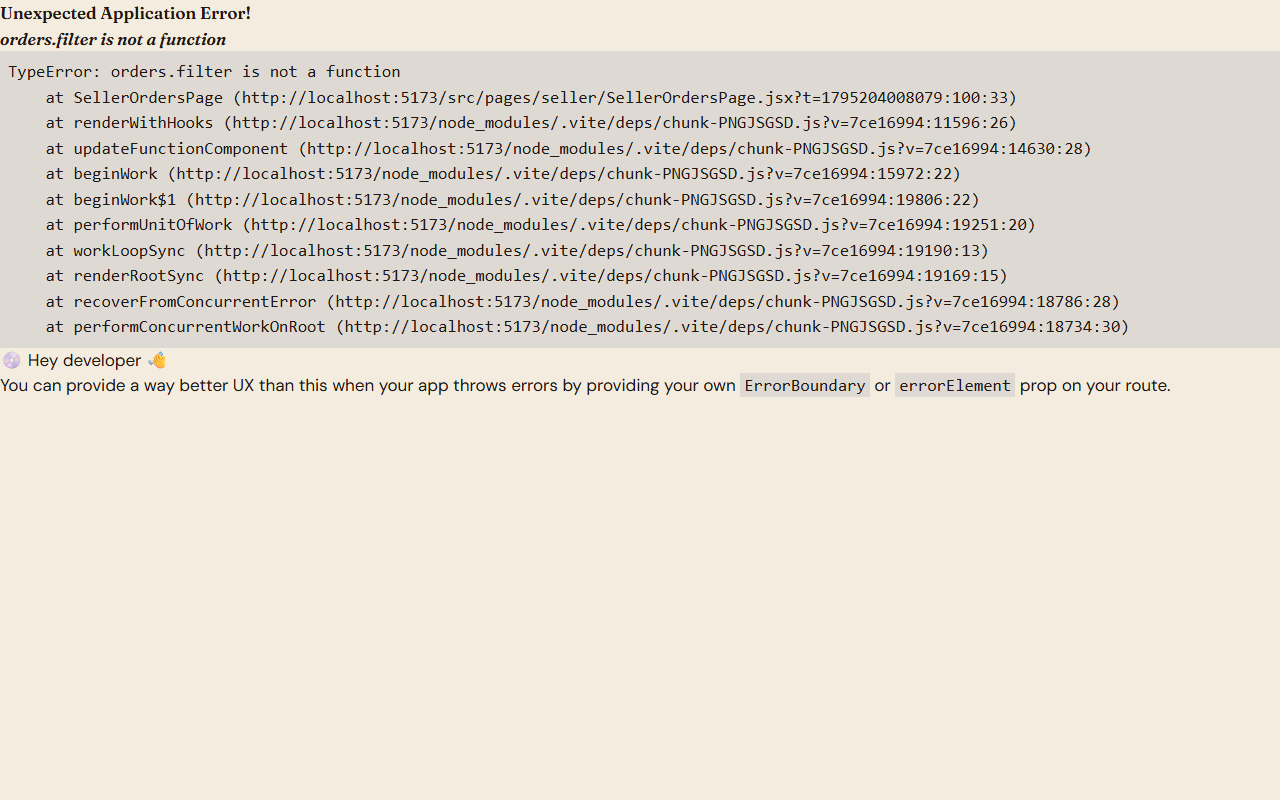 Unexpected Application Error!
orders.filter is not a function
TypeError: orders.filter is not a function
    at SellerOrdersPage (http://localhost:5173/src/pages/seller/SellerOrdersPage.jsx?t=1795204008079:100:33)
    at renderWithHooks (http://localhost:5173/node_modules/.vite/deps/chunk-PNGJSGSD.js?v=7ce16994:11596:26)
    at updateFunctionComponent (http://localhost:5173/node_modules/.vite/deps/chunk-PNGJSGSD.js?v=7ce16994:14630:28)
    at beginWork (http://localhost:5173/node_modules/.vite/deps/chunk-PNGJSGSD.js?v=7ce16994:15972:22)
    at beginWork$1 (http://localhost:5173/node_modules/.vite/deps/chunk-PNGJSGSD.js?v=7ce16994:19806:22)
    at performUnitOfWork (http://localhost:5173/node_modules/.vite/deps/chunk-PNGJSGSD.js?v=7ce16994:19251:20)
    at workLoopSync (http://localhost:5173/node_modules/.vite/deps/chunk-PNGJSGSD.js?v=7ce16994:19190:13)
    at renderRootSync (http://localhost:5173/node_modules/.vite/deps/chunk-PNGJSGSD.js?v=7ce16994:19169:15)
    at recoverFromConcurrentError (http://localhost:5173/node_modules/.vite/deps/chunk-PNGJSGSD.js?v=7ce16994:18786:28)
    at performConcurrentWorkOnRoot (http://localhost:5173/node_modules/.vite/deps/chunk-PNGJSGSD.js?v=7ce16994:18734:30)
💿 Hey developer 👋
You can provide a way better UX than this when your app throws errors by providing your own ErrorBoundary or errorElement prop on your route.